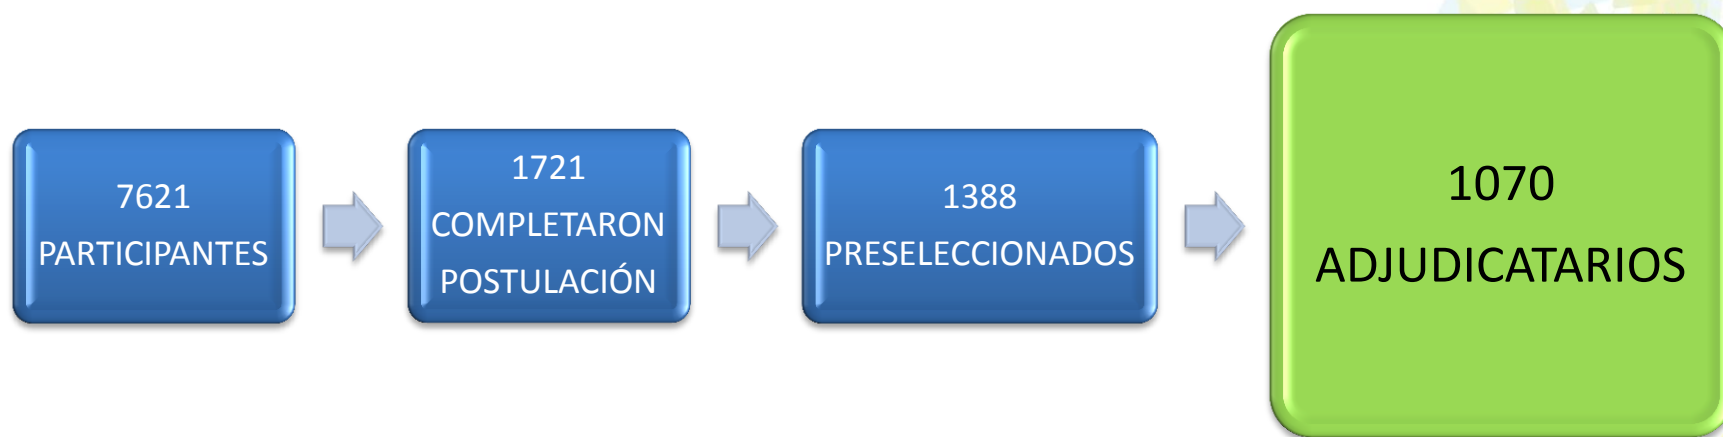 7621
PARTICIPANTES
1721
COMPLETARON
POSTULACIÓN
1388
PRESELECCIONADOS
1070
ADJUDICATARIOS